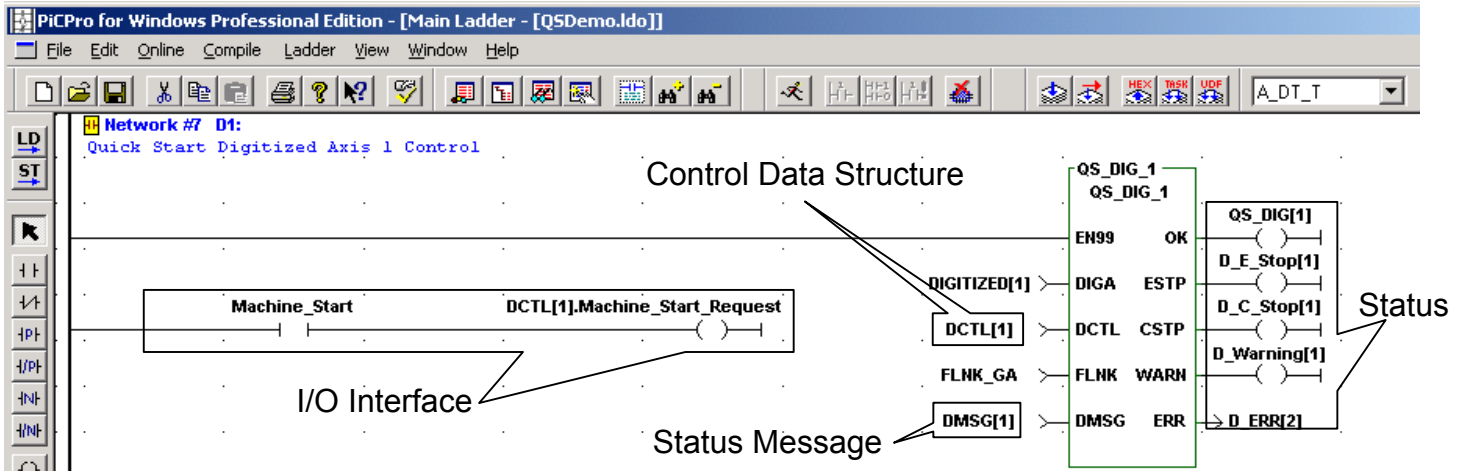 PiCPro for Windows Professional Edition - [Main Ladder - [QSDemo.ldo]]
File Edit Online Compile Ladder View Window Help
HEX TASK UDF A_DT_T
LD
ST
Network #7 D1:
Quick Start Digitized Axis 1 Control
Control Data Structure
QS_DIG_1
QS_DIG_1
QS_DIG[1]
EN99 OK
D_E_Stop[1]
DIGITIZED[1] DIGA ESTP
Machine_Start DCTL[1].Machine_Start_Request
D_C_Stop[1]
Status
DCTL[1] DCTL CSTP
D_Warning[1]
FLNK_GA FLNK WARN
I/O Interface
DMSG[1] DMSG ERR D_ERR[2]
Status Message
P
/P
N
/N